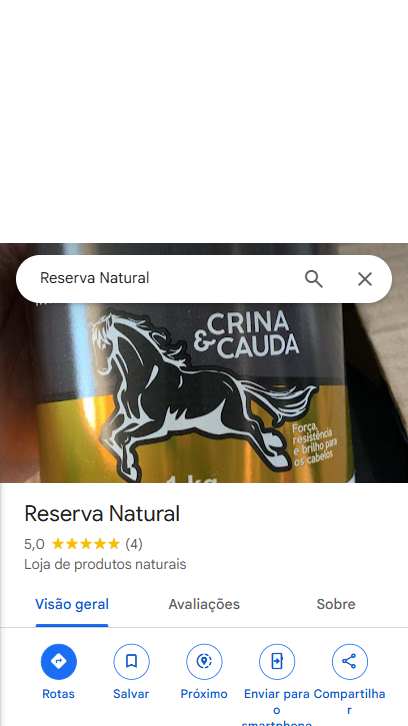 Reserva Natural
CRINA
&CAUDA
Força,
resistência
e brilho para
os cabelos
1 kg
Reserva Natural
5,0 (4)
Loja de produtos naturais
Visão geral Avaliações Sobre
Rotas Salvar Próximo Enviar para o smartphone Compartilhar